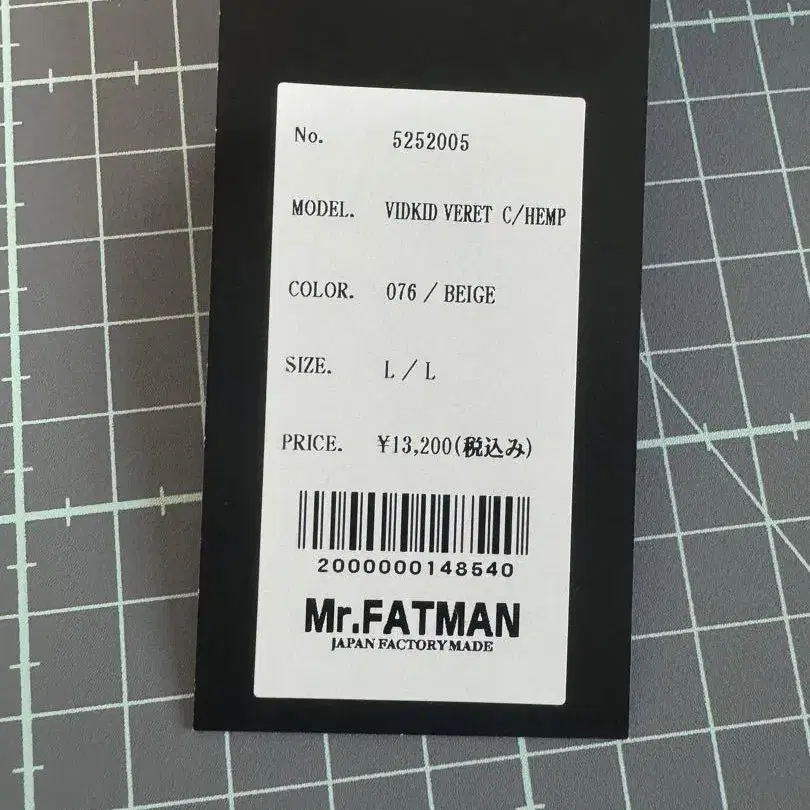 No. 5252005
MODEL. VIDKID VERET C/HEMP
COLOR. 076 / BEIGE
SIZE. L / L
PRICE. ¥13,200(税込み)
2000000148540
Mr.FATMAN
JAPAN FACTORY MADE